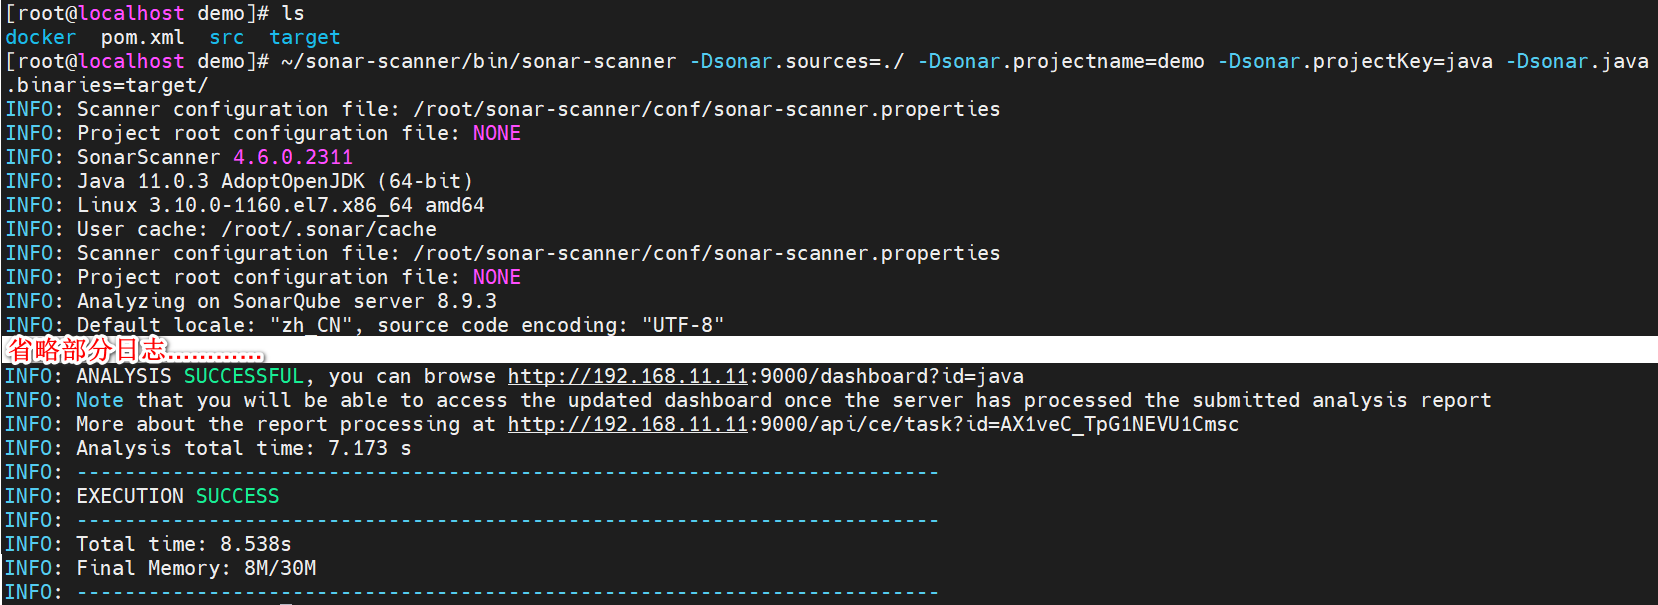 [root@localhost demo]# ls
docker  pom.xml  src  target
[root@localhost demo]# ~/sonar-scanner/bin/sonar-scanner -Dsonar.sources=./ -Dsonar.projectname=demo -Dsonar.projectKey=java -Dsonar.java
.binaries=target/
INFO: Scanner configuration file: /root/sonar-scanner/conf/sonar-scanner.properties
INFO: Project root configuration file: NONE
INFO: SonarScanner 4.6.0.2311
INFO: Java 11.0.3 AdoptOpenJDK (64-bit)
INFO: Linux 3.10.0-1160.el7.x86_64 amd64
INFO: User cache: /root/.sonar/cache
INFO: Scanner configuration file: /root/sonar-scanner/conf/sonar-scanner.properties
INFO: Project root configuration file: NONE
INFO: Analyzing on SonarQube server 8.9.3
INFO: Default locale: "zh_CN", source code encoding: "UTF-8"
省略部分日志............
INFO: ANALYSIS SUCCESSFUL, you can browse http://192.168.11.11:9000/dashboard?id=java
INFO: Note that you will be able to access the updated dashboard once the server has processed the submitted analysis report
INFO: More about the report processing at http://192.168.11.11:9000/api/ce/task?id=AX1veC_TpG1NEVU1Cmsc
INFO: Analysis total time: 7.173 s
INFO: ------------------------------------------------------------------------
INFO: EXECUTION SUCCESS
INFO: ------------------------------------------------------------------------
INFO: Total time: 8.538s
INFO: Final Memory: 8M/30M
INFO: ------------------------------------------------------------------------